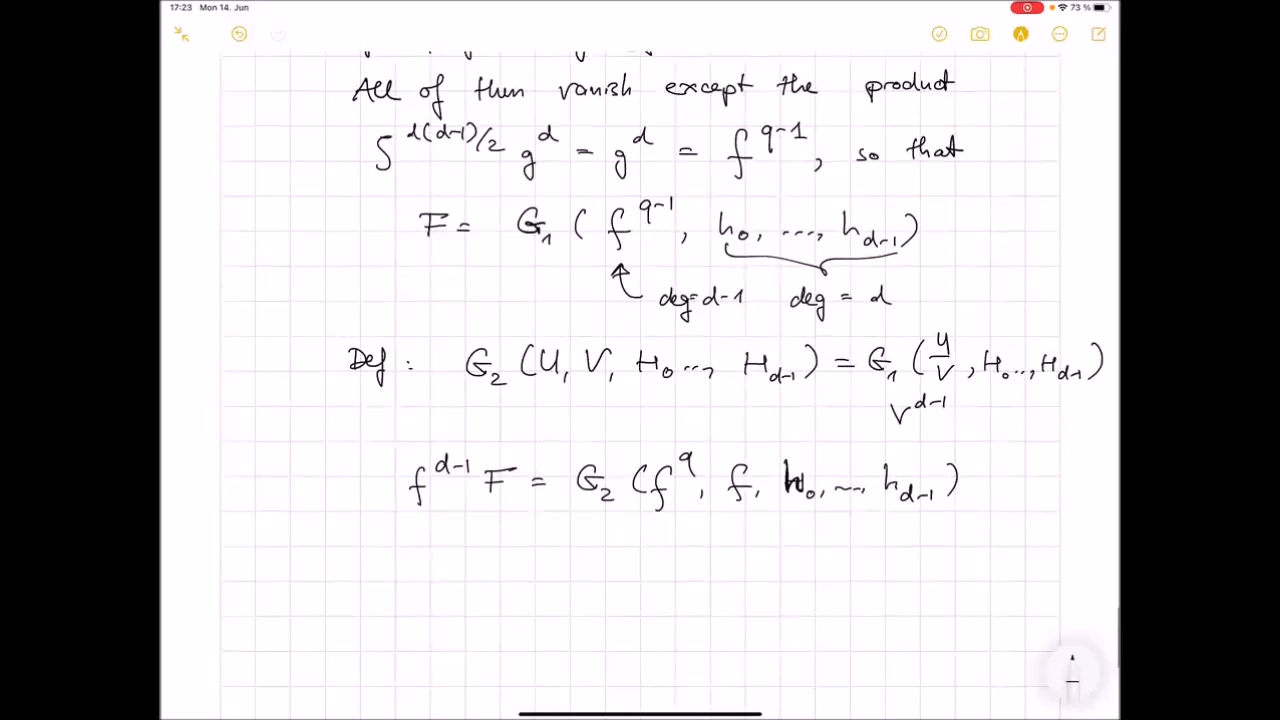 17:23 Mon 14. Jun 73 %
All of then vanish except the product
ζ^{d(d-1)/2} g^d = g^d = f^{q-1}, so that
F = G_1 ( f^{q-1}, h_0, ..., h_{d-1})
deg=d-1 deg = d
Def : G_2 (U, V, H_0 ..., H_{d-1}) = G_1 (U/V, H_0 .., H_{d-1})
V^{d-1}
f^{d-1} F = G_2 (f^q, f, h_0, ..., h_{d-1})